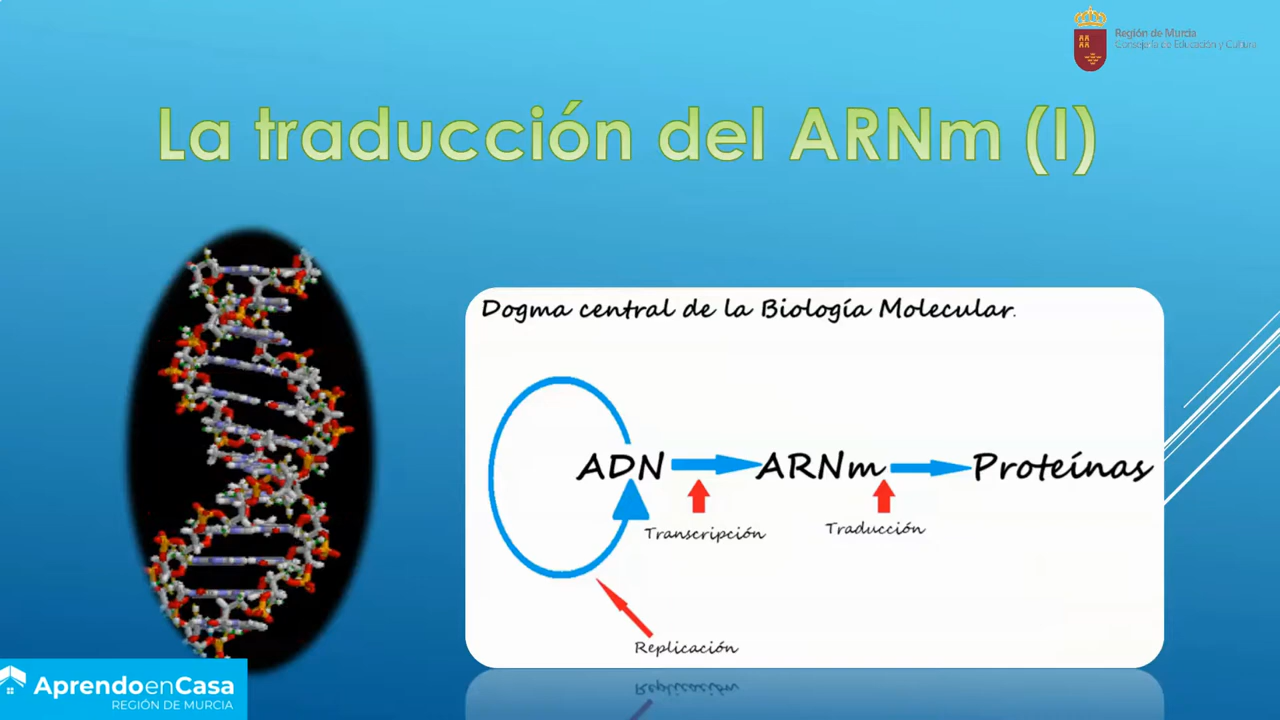 Región de Murcia
Consejería de Educación y Cultura
La traducción del ARNm (I)
Dogma central de la Biología Molecular.
ADN
ARNm
Proteínas
Transcripción
Traducción
Replicación
AprendoenCasa
REGIÓN DE MURCIA